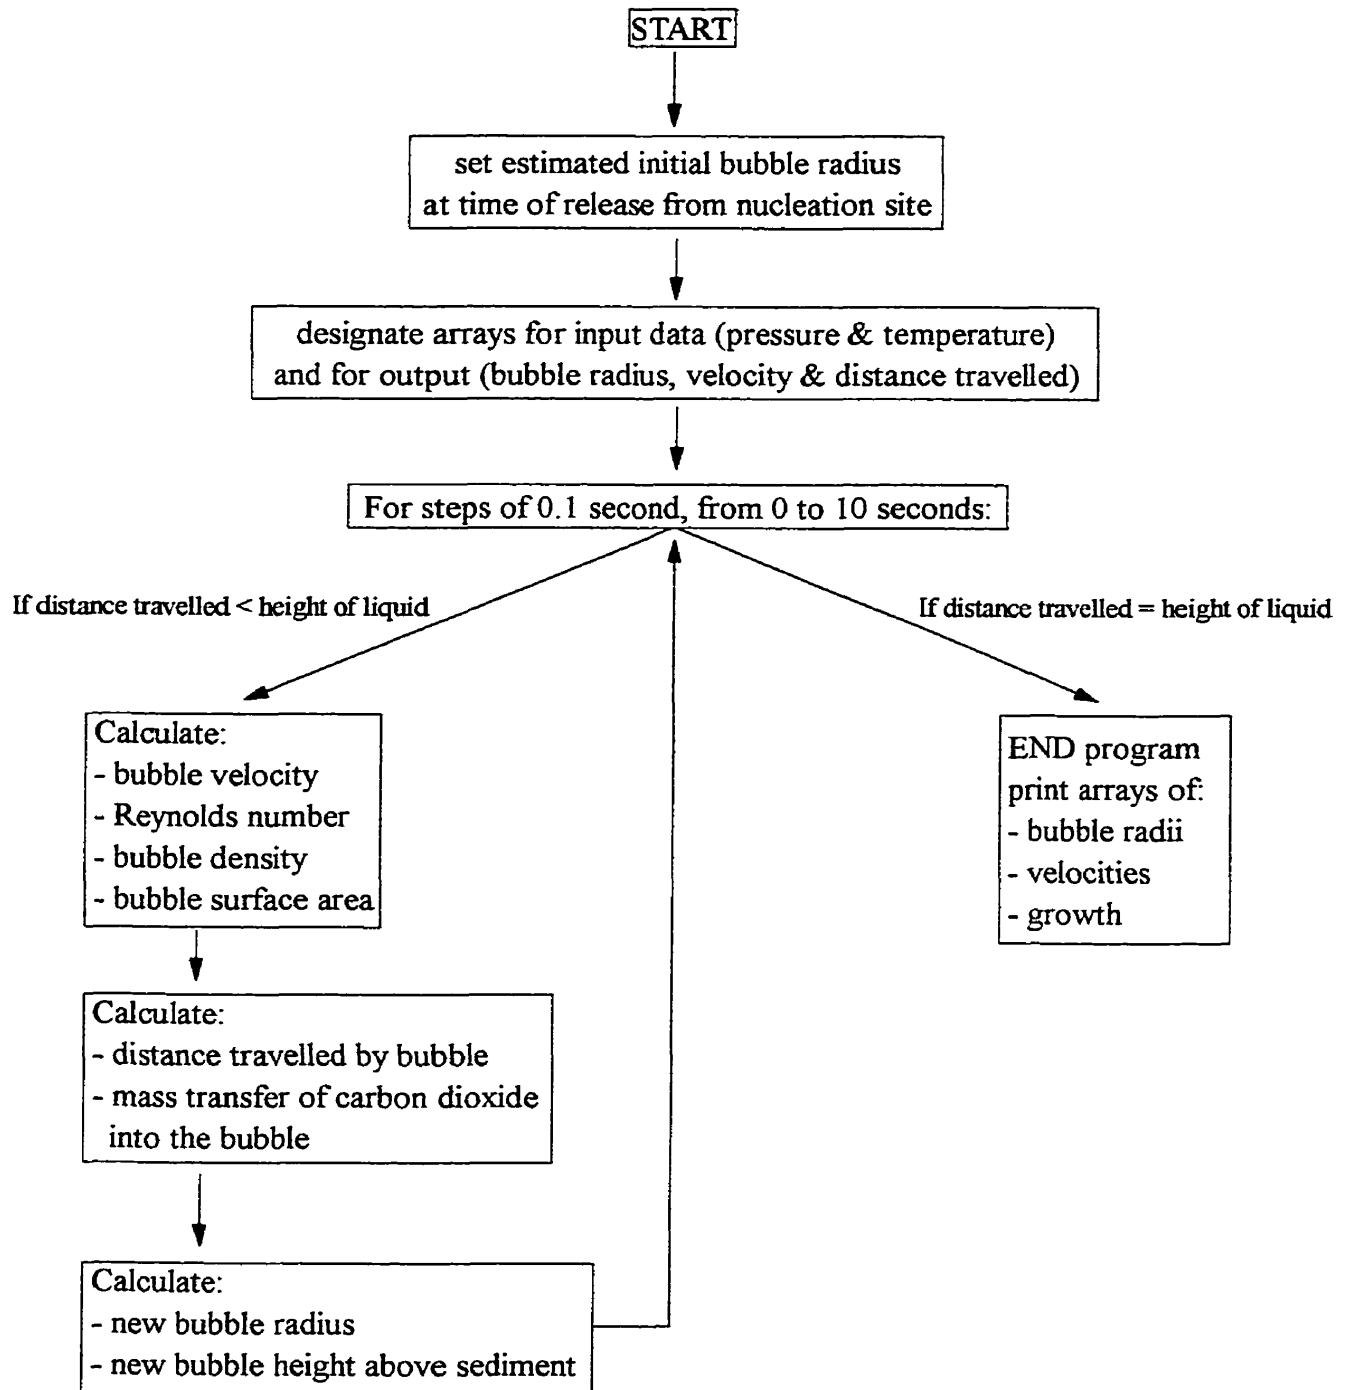 START
set estimated initial bubble radius
at time of release from nucleation site
designate arrays for input data (pressure & temperature)
and for output (bubble radius, velocity & distance travelled)
For steps of 0.1 second, from 0 to 10 seconds:
If distance travelled < height of liquid
If distance travelled = height of liquid
Calculate:
- bubble velocity
- Reynolds number
- bubble density
- bubble surface area
END program
print arrays of:
- bubble radii
- velocities
- growth
Calculate:
- distance travelled by bubble
- mass transfer of carbon dioxide
into the bubble
Calculate:
- new bubble radius
- new bubble height above sediment